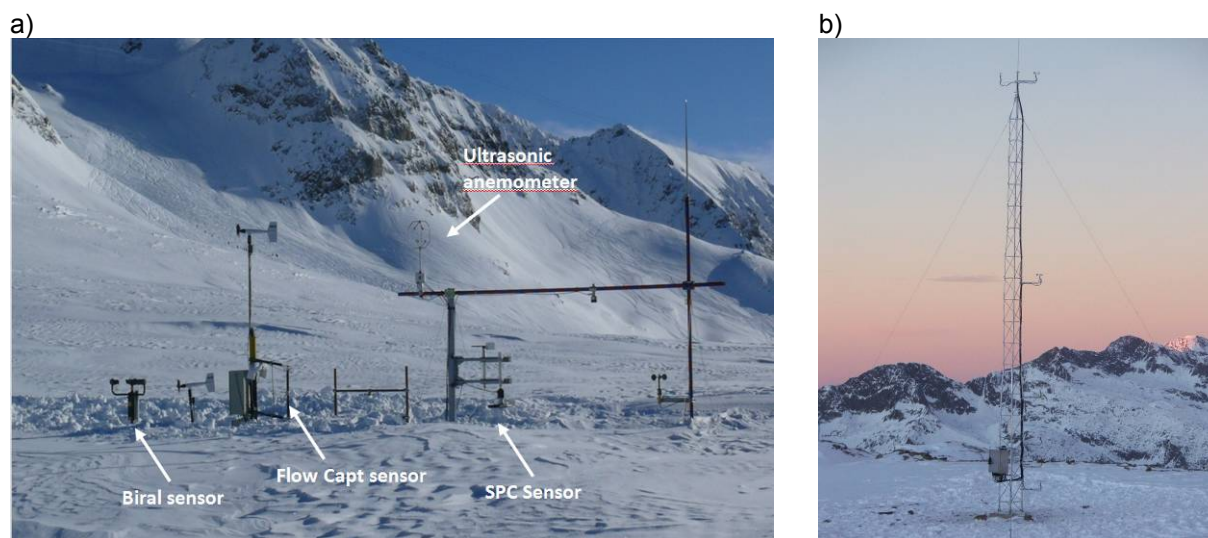 a)
b)
Ultrasonic
anemometer
Biral sensor
Flow Capt sensor
SPC Sensor